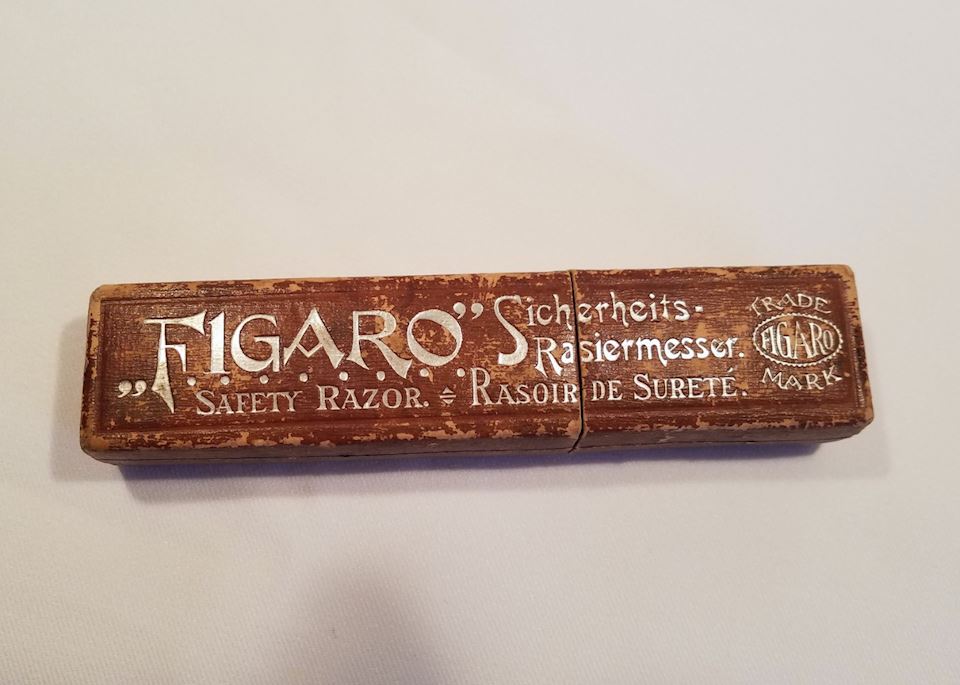 „FIGARO” Sicherheits-
Rasiermesser.
SAFETY RAZOR. RASOIR DE SURETÉ.
TRADE
FIGARO
MARK